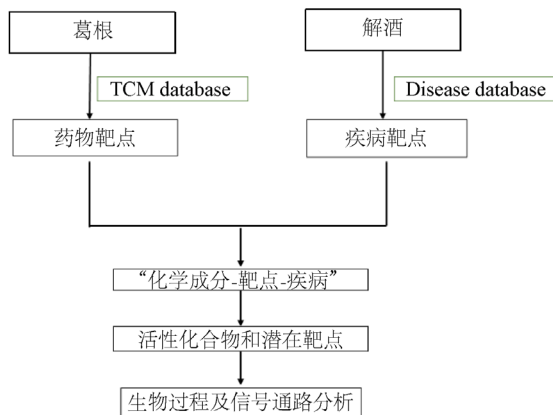 葛根
解酒
TCM database
Disease database
药物靶点
疾病靶点
“化学成分-靶点-疾病”
活性化合物和潜在靶点
生物过程及信号通路分析